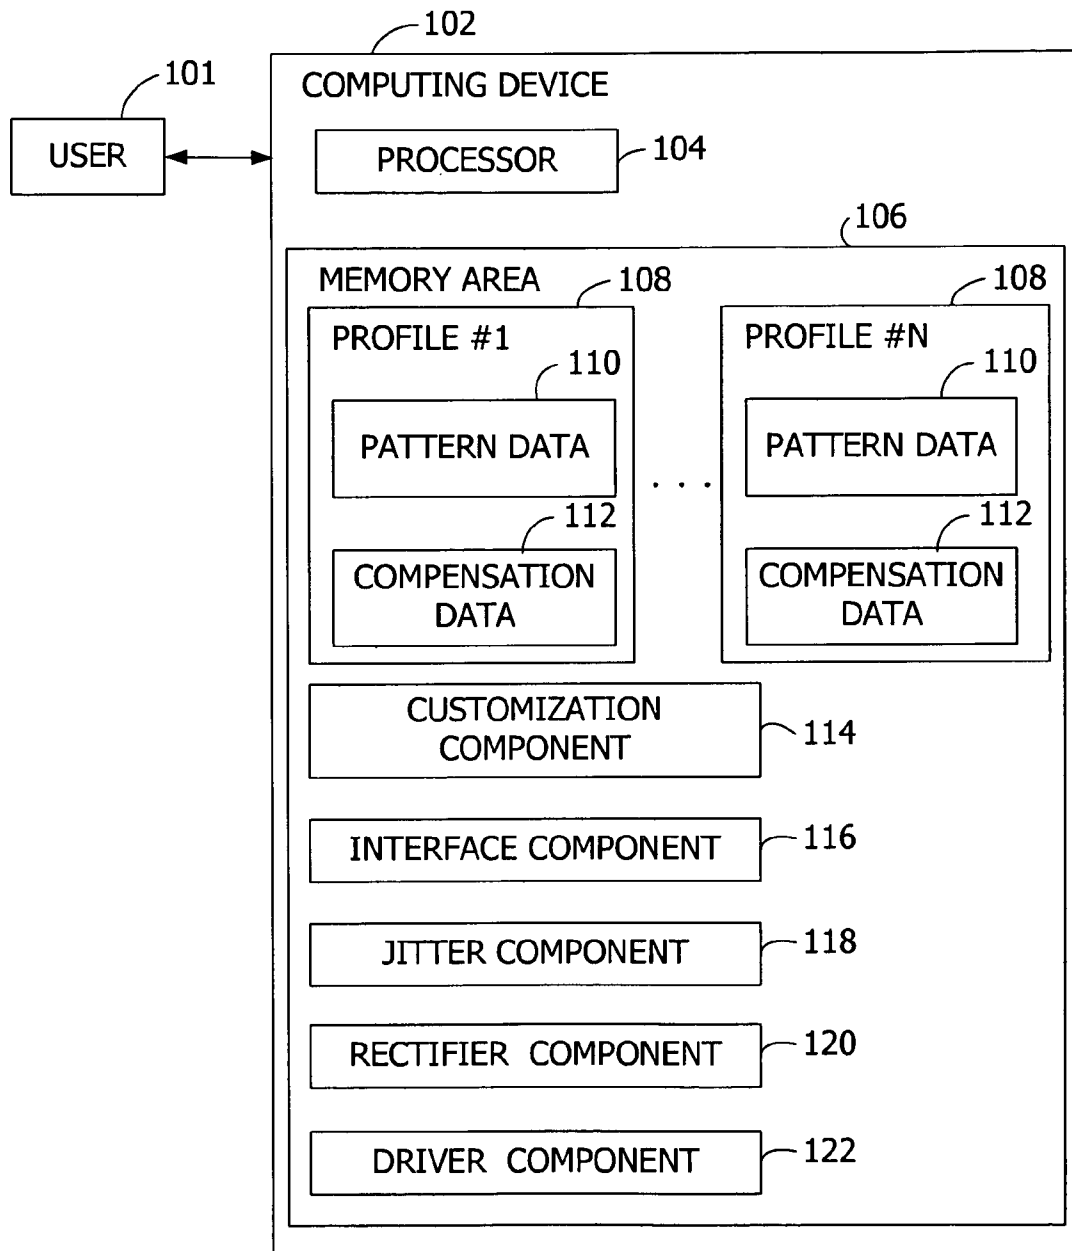 102
101
COMPUTING DEVICE
USER
PROCESSOR
104
106
MEMORY AREA
108
108
PROFILE #1
PROFILE #N
110
110
PATTERN DATA
PATTERN DATA
. . .
112
112
COMPENSATION
DATA
COMPENSATION
DATA
CUSTOMIZATION
COMPONENT
114
INTERFACE COMPONENT
116
JITTER COMPONENT
118
RECTIFIER COMPONENT
120
DRIVER COMPONENT
122